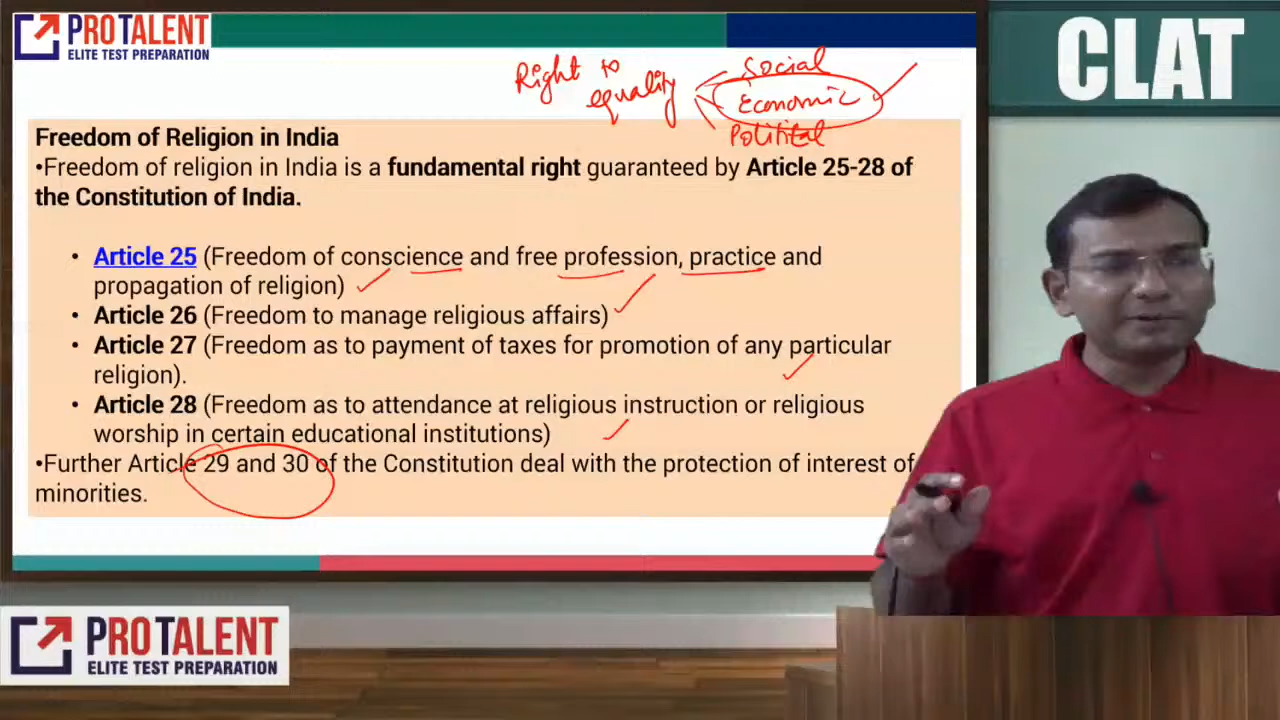 PROTALENT
ELITE TEST PREPARATION
CLAT
Right to
equality
Social
Economic
Political
Freedom of Religion in India
•Freedom of religion in India is a fundamental right guaranteed by Article 25-28 of
the Constitution of India.
• Article 25 (Freedom of conscience and free profession, practice and
propagation of religion)
• Article 26 (Freedom to manage religious affairs)
• Article 27 (Freedom as to payment of taxes for promotion of any particular
religion).
• Article 28 (Freedom as to attendance at religious instruction or religious
worship in certain educational institutions)
•Further Article 29 and 30 of the Constitution deal with the protection of interest of
minorities.
PROTALENT
ELITE TEST PREPARATION